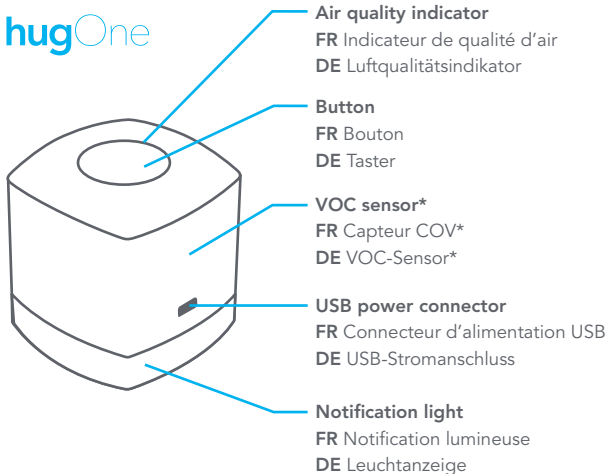 hugOne
Air quality indicator
FR Indicateur de qualité d’air
DE Luftqualitätsindikator
Button
FR Bouton
DE Taster
VOC sensor*
FR Capteur COV*
DE VOC-Sensor*
USB power connector
FR Connecteur d’alimentation USB
DE USB-Stromanschluss
Notification light
FR Notification lumineuse
DE Leuchtanzeige